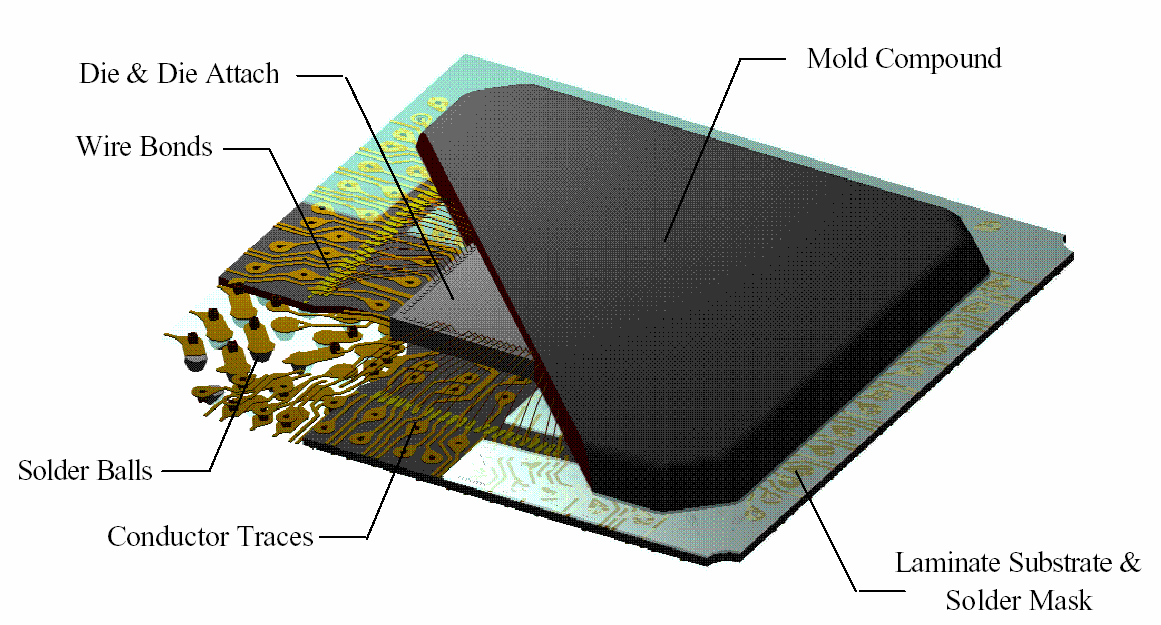 Mold Compound
Die & Die Attach
Wire Bonds
Solder Balls
Conductor Traces
Laminate Substrate &
Solder Mask